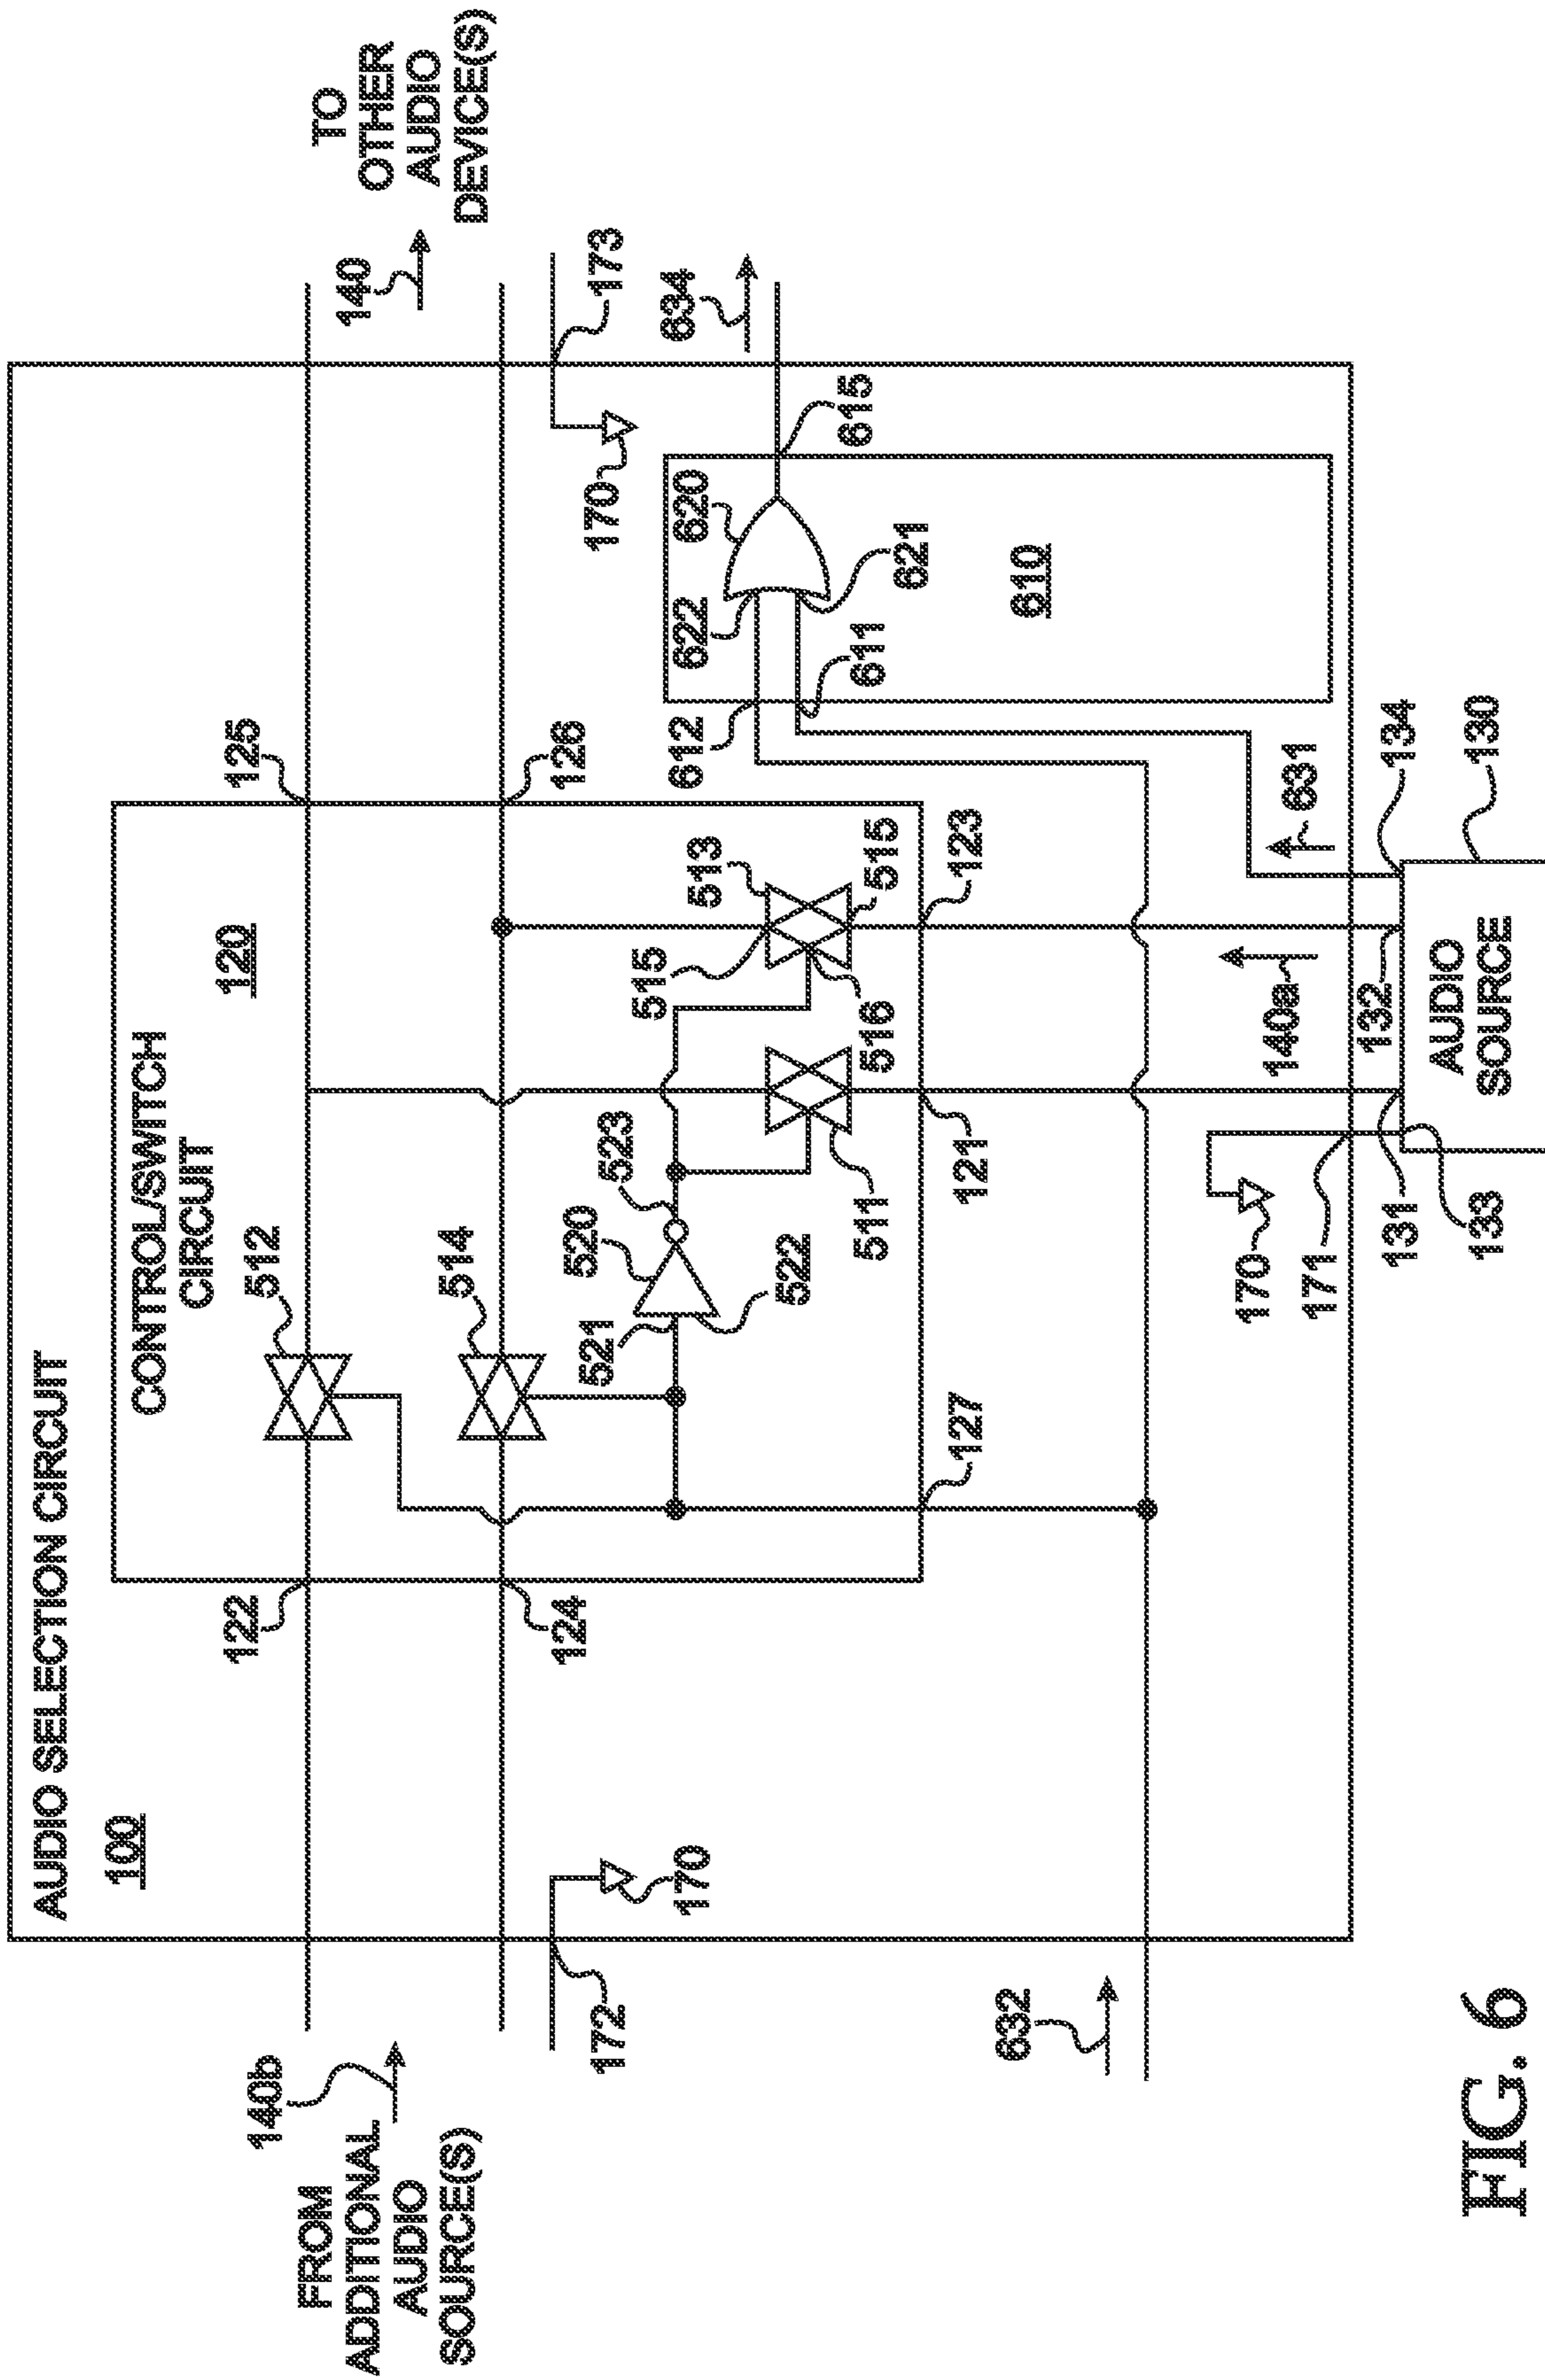 AUDIO SELECTION CIRCUIT
100
CONTROL/SWITCH
CIRCUIT
120
FROM
ADDITIONAL
AUDIO
SOURCE(S)
140b
122
124
512
514
125
126
140
TO
OTHER
AUDIO
DEVICE(S)
172
170
521
520
523
522
515
513
516
515
511
127
121
123
173
170
634
615
620
622
621
612
611
610
632
170
171
131
133
140a
132
631
134
130
AUDIO
SOURCE
FIG. 6